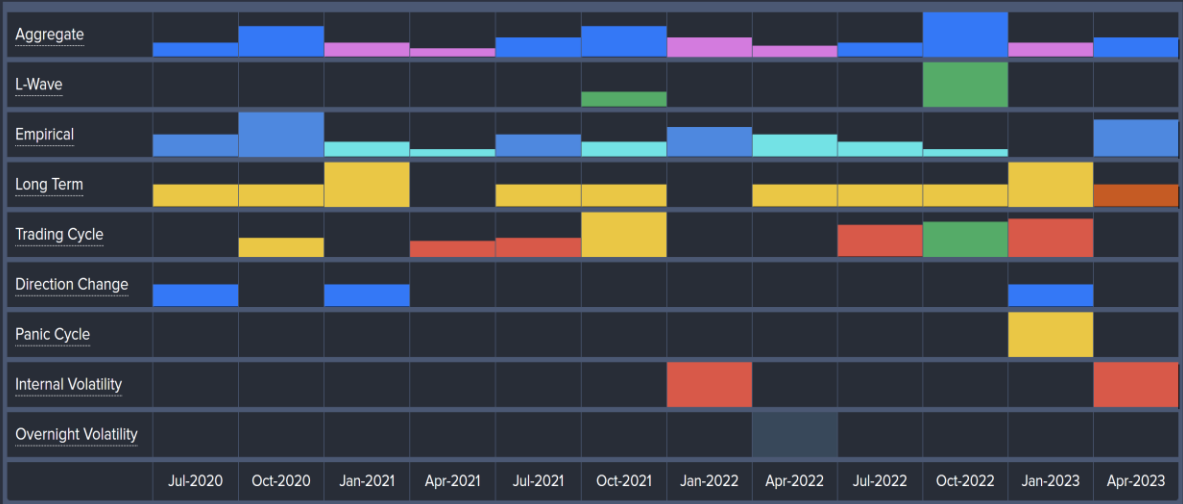 Aggregate
L-Wave
Empirical
Long Term
Trading Cycle
Direction Change
Panic Cycle
Internal Volatility
Overnight Volatility
Jul-2020 Oct-2020 Jan-2021 Apr-2021 Jul-2021 Oct-2021 Jan-2022 Apr-2022 Jul-2022 Oct-2022 Jan-2023 Apr-2023